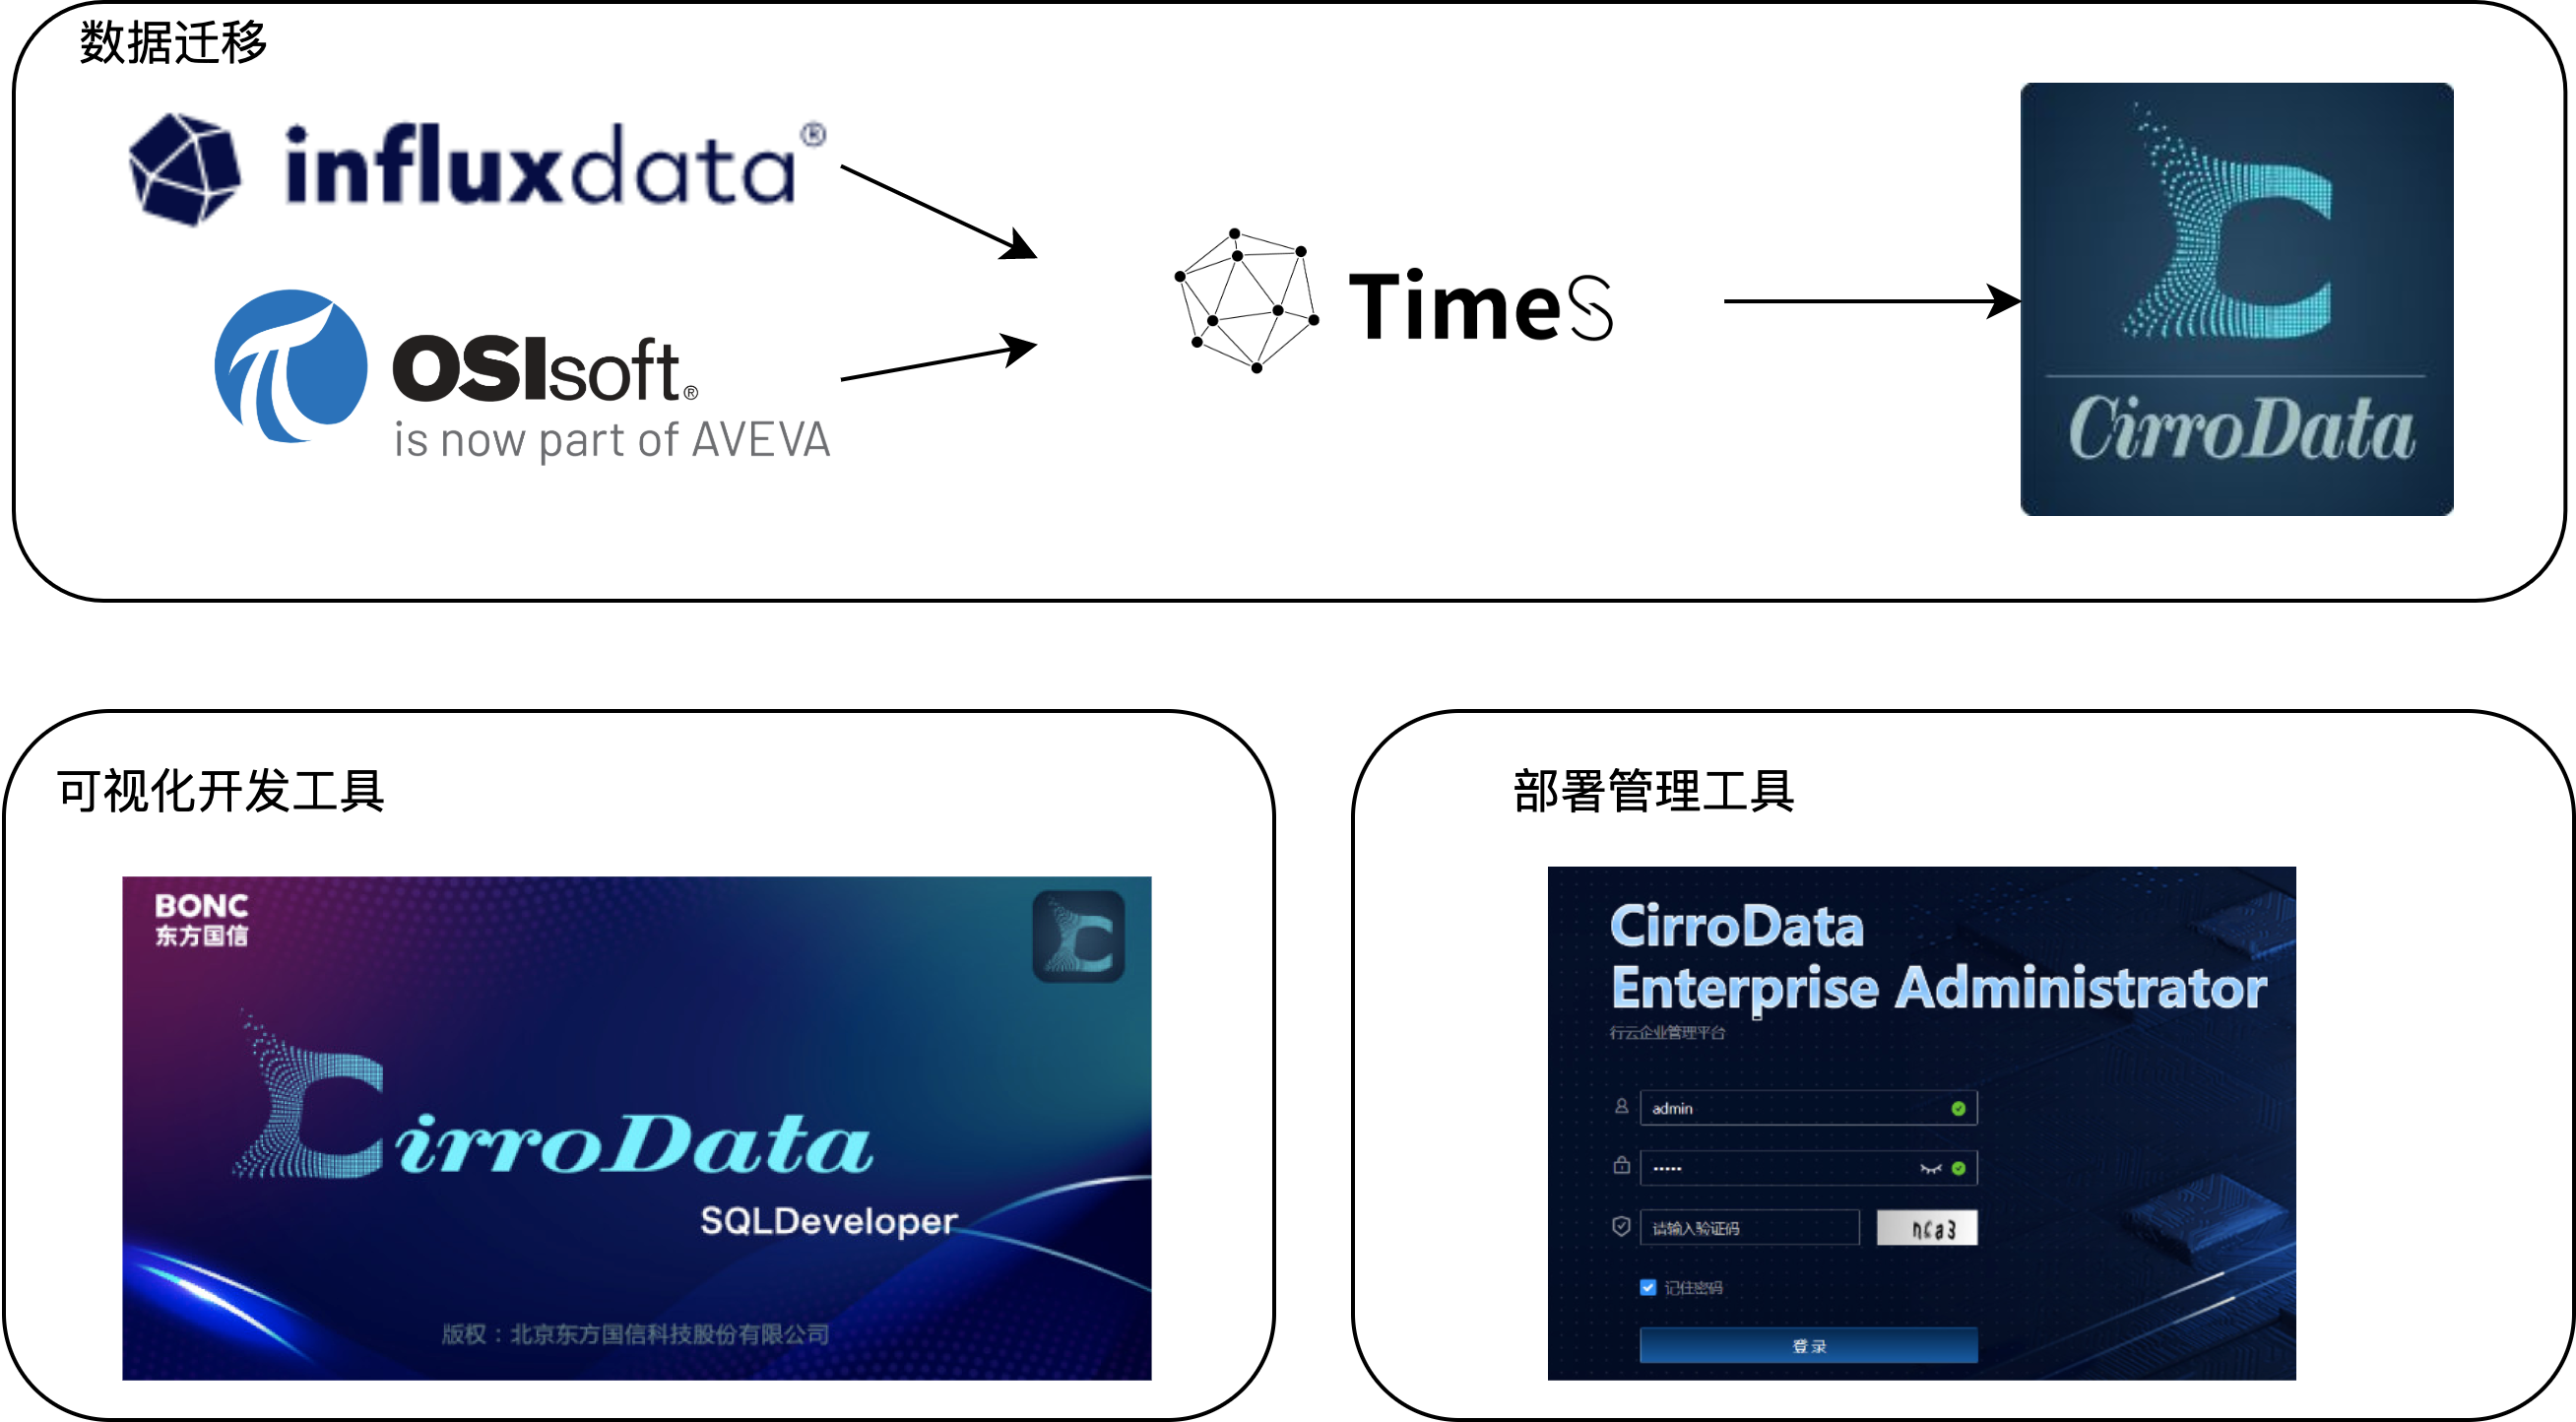 数据迁移
influxdata®
OSIsoft®
is now part of AVEVA
TimeS
CirroData
可视化开发工具
BONC
东方国信
CirroData
SQLDeveloper
版权：北京东方国信科技股份有限公司
部署管理工具
CirroData
Enterprise Administrator
行云企业管理平台
admin
•••••
请输入验证码
nca3
记住密码
登录